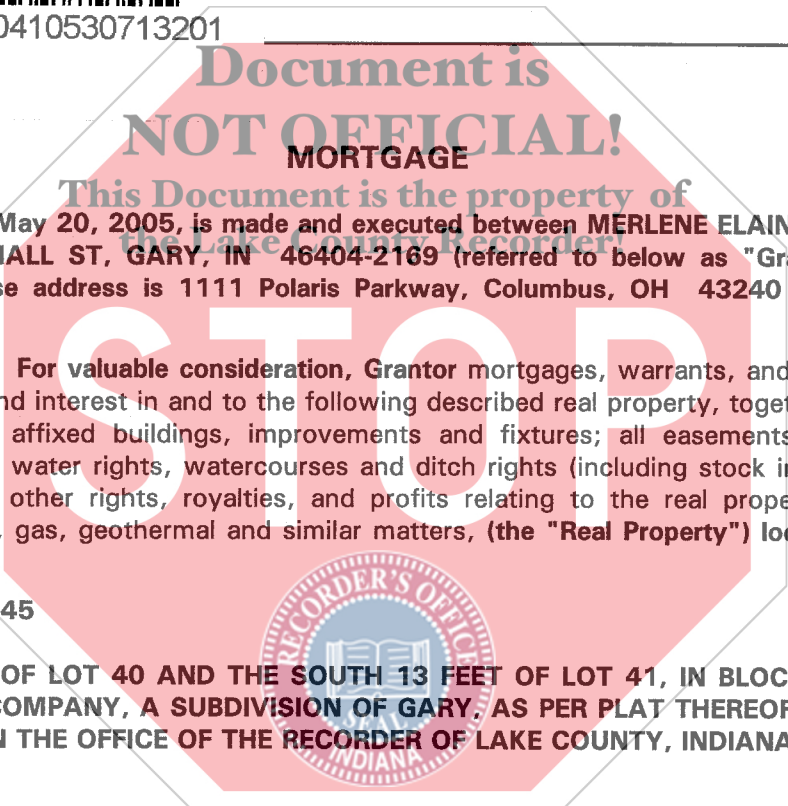 0410530713201
Document is
NOT OFFICIAL!
MORTGAGE
This Document is the property of
the Lake County Recorder!
May 20, 2005, is made and executed between MERLENE ELAIN
HALL ST, GARY, IN 46404-2169 (referred to below as "Gra
se address is 1111 Polaris Parkway, Columbus, OH 43240
STOP
For valuable consideration, Grantor mortgages, warrants, and
nd interest in and to the following described real property, toget
affixed buildings, improvements and fixtures; all easements
water rights, watercourses and ditch rights (including stock in
other rights, royalties, and profits relating to the real prope
, gas, geothermal and similar matters, (the "Real Property") loc
45
RECORDER'S OFFICE
SEAL
INDIANA
OF LOT 40 AND THE SOUTH 13 FEET OF LOT 41, IN BLOC
COMPANY, A SUBDIVISION OF GARY, AS PER PLAT THEREOF
N THE OFFICE OF THE RECORDER OF LAKE COUNTY, INDIANA